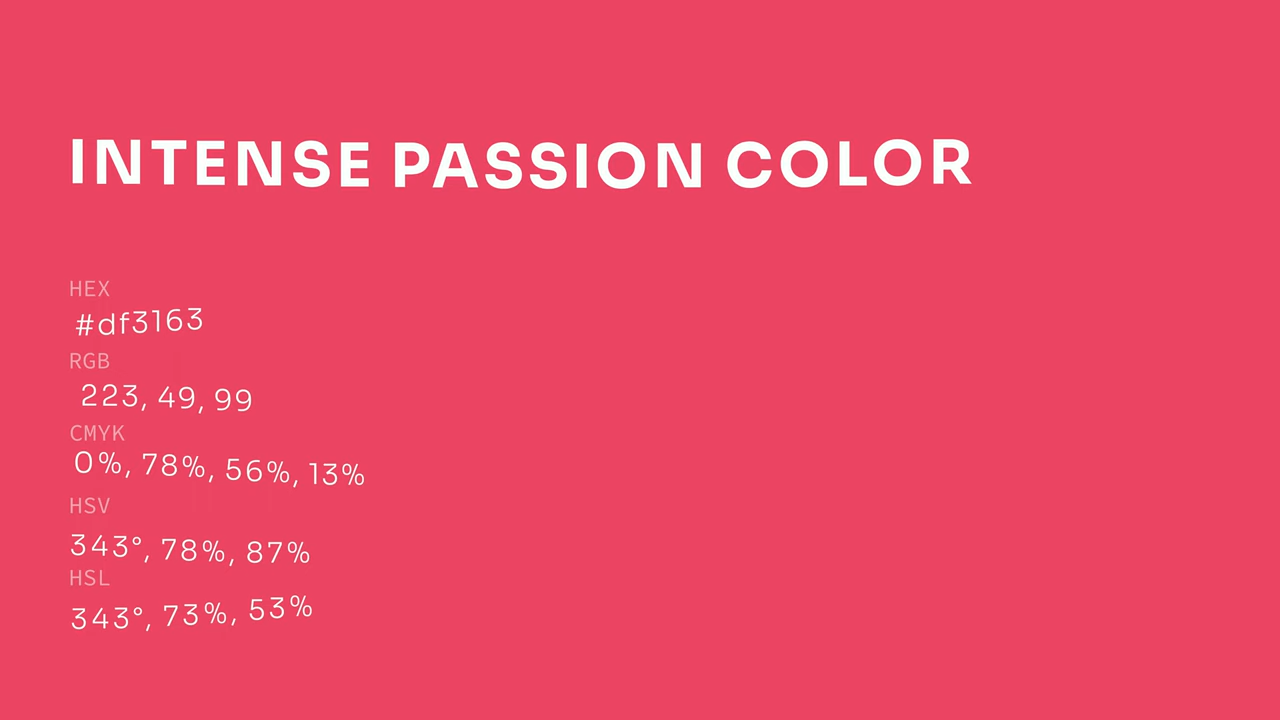 INTENSE PASSION COLOR
HEX
#df3163
RGB
223, 49, 99
CMYK
0%, 78%, 56%, 13%
HSV
343°, 78%, 87%
HSL
343°, 73%, 53%